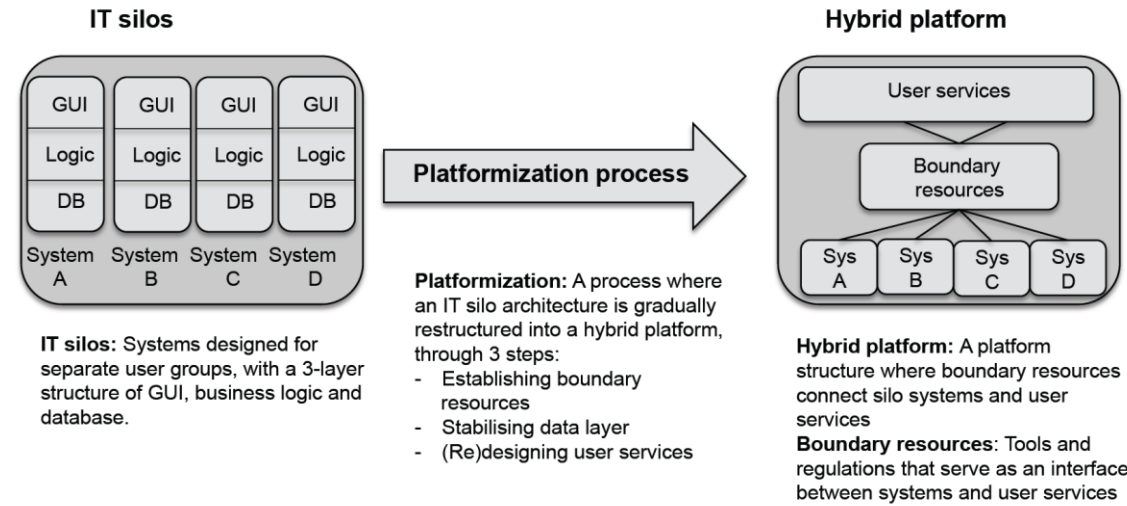 IT silos
GUI GUI GUI GUI
Logic Logic Logic Logic
DB DB DB DB
System System System System
A B C D
IT silos: Systems designed for
separate user groups, with a 3-layer
structure of GUI, business logic and
database.
Platformization process
Platformization: A process where
an IT silo architecture is gradually
restructured into a hybrid platform,
through 3 steps:
- Establishing boundary
resources
- Stabilising data layer
- (Re)designing user services
Hybrid platform
User services
Boundary
resources
Sys Sys Sys Sys
A B C D
Hybrid platform: A platform
structure where boundary resources
connect silo systems and user
services
Boundary resources: Tools and
regulations that serve as an interface
between systems and user services